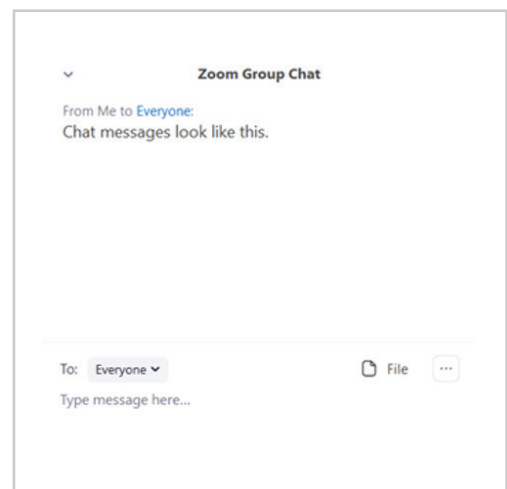 Zoom Group Chat
From Me to Everyone:
Chat messages look like this.
To: Everyone File ...
Type message here...